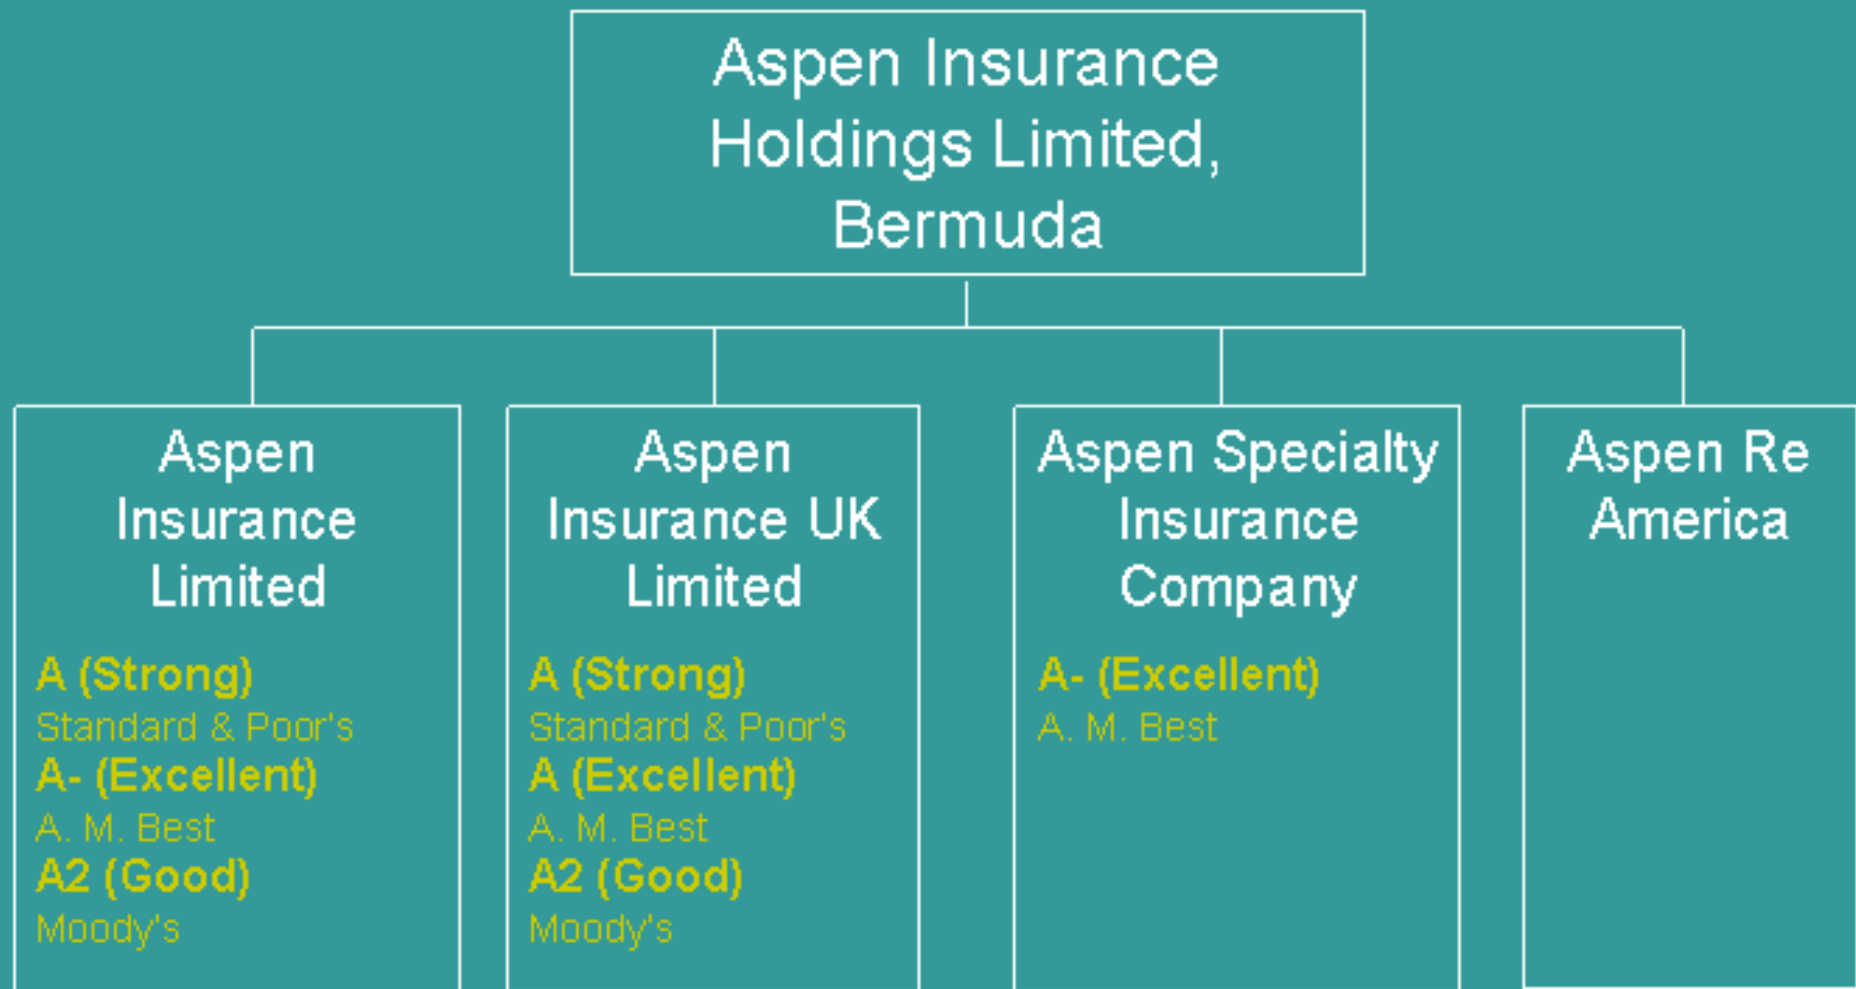 Aspen Insurance
Holdings Limited,
Bermuda
Aspen
Insurance
Limited
A (Strong)
Standard & Poor's
A- (Excellent)
A. M. Best
A2 (Good)
Moody's
Aspen
Insurance UK
Limited
A (Strong)
Standard & Poor's
A (Excellent)
A. M. Best
A2 (Good)
Moody's
Aspen Specialty
Insurance
Company
A- (Excellent)
A. M. Best
Aspen Re
America